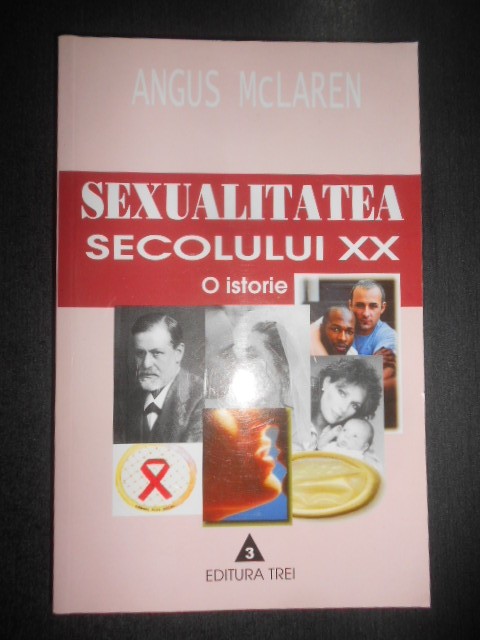 ANGUS McLAREN
SEXUALITATEA
SECOLULUI XX
O istorie
3
EDITURA TREI